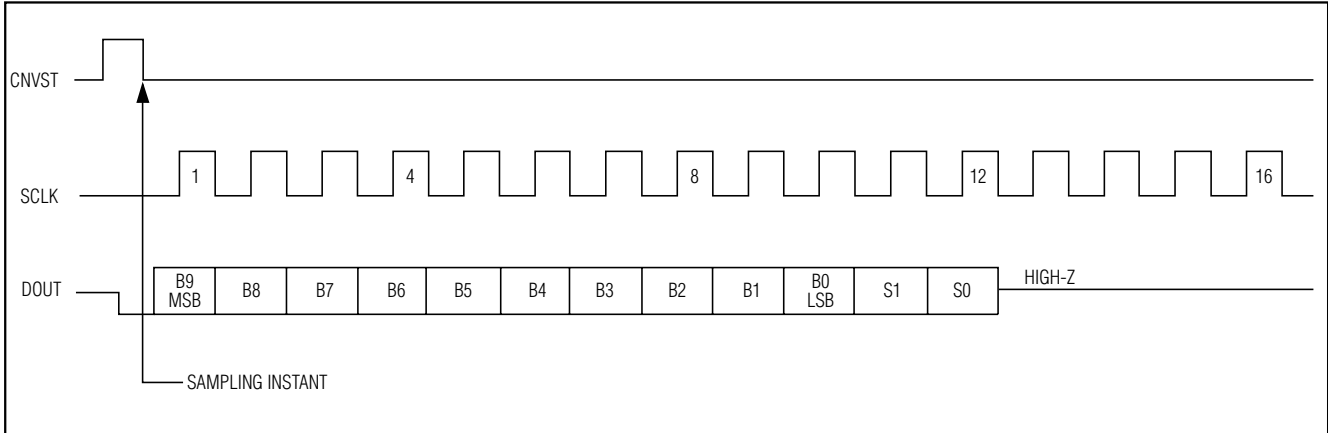 CNVST
SCLK
1
4
8
12
16
DOUT
B9
MSB
B8
B7
B6
B5
B4
B3
B2
B1
B0
LSB
S1
S0
HIGH-Z
SAMPLING INSTANT